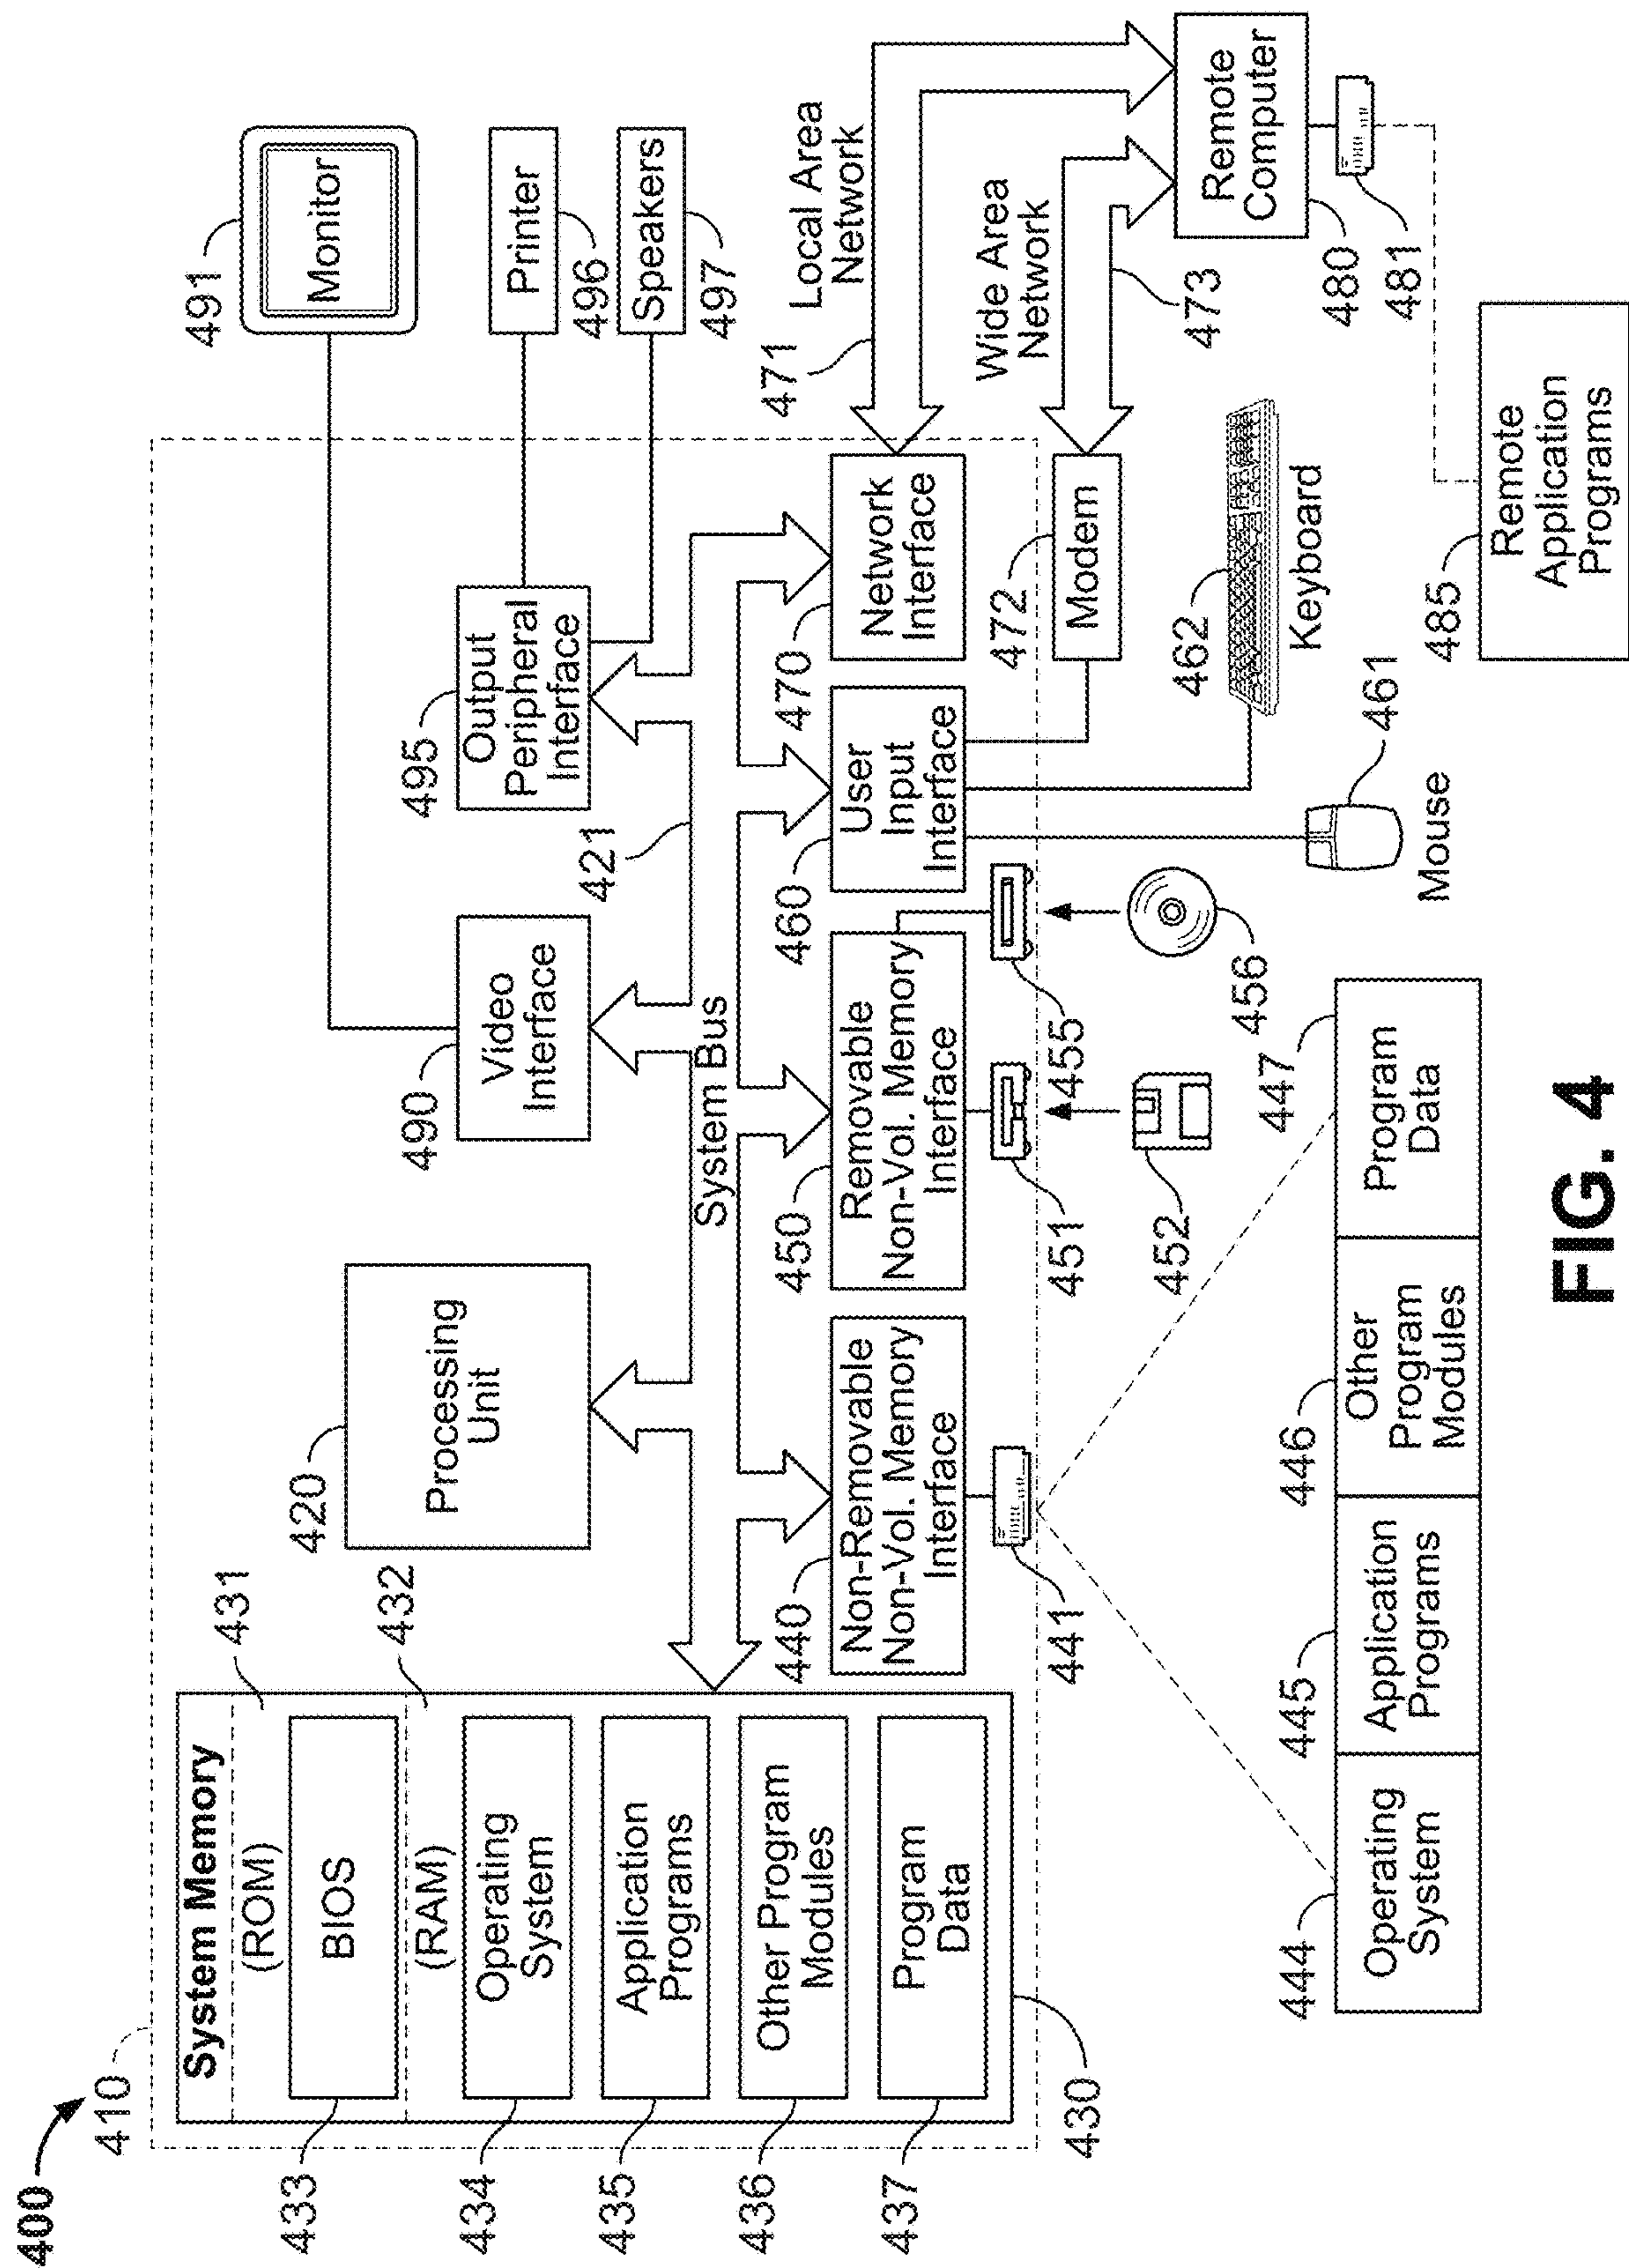 400
410
System Memory
(ROM)
431
BIOS
433
(RAM)
432
Operating
System
434
Application
Programs
435
Other Program
Modules
436
Program
Data
437
430
420
Processing
Unit
490
Video
Interface
495
Output
Peripheral
Interface
421
System Bus
491
Monitor
Printer
496
Speakers
497
440
Non-Removable
Non-Vol. Memory
Interface
441
450
Removable
Non-Vol. Memory
Interface
451
455
452
456
460
User
Input
Interface
470
Network
Interface
471
Local Area
Network
472
Modem
Wide Area
Network
473
Remote
Computer
480
481
462
Keyboard
461
Mouse
485
Remote
Application
Programs
444
Operating
System
445
Application
Programs
446
Other
Program
Modules
447
Program
Data
FIG. 4